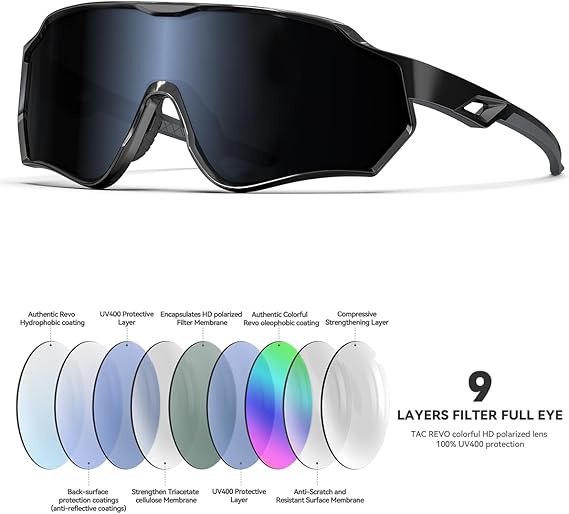 Authentic Revo
Hydrophobic coating
UV400 Protective
Layer
Encapsulates HD polarized
Filter Membrane
Authentic Colorful
Revo oleophobic coating
Compressive
Strengthening Layer
Back-surface
protection coatings
(anti-reflective coatings)
Strengthen Triacetate
cellulose Membrane
UV400 Protective
Layer
Anti-Scratch and
Resistant Surface Membrane
9
LAYERS FILTER FULL EYE
TAC REVO colorful HD polarized lens
100% UV400 protection